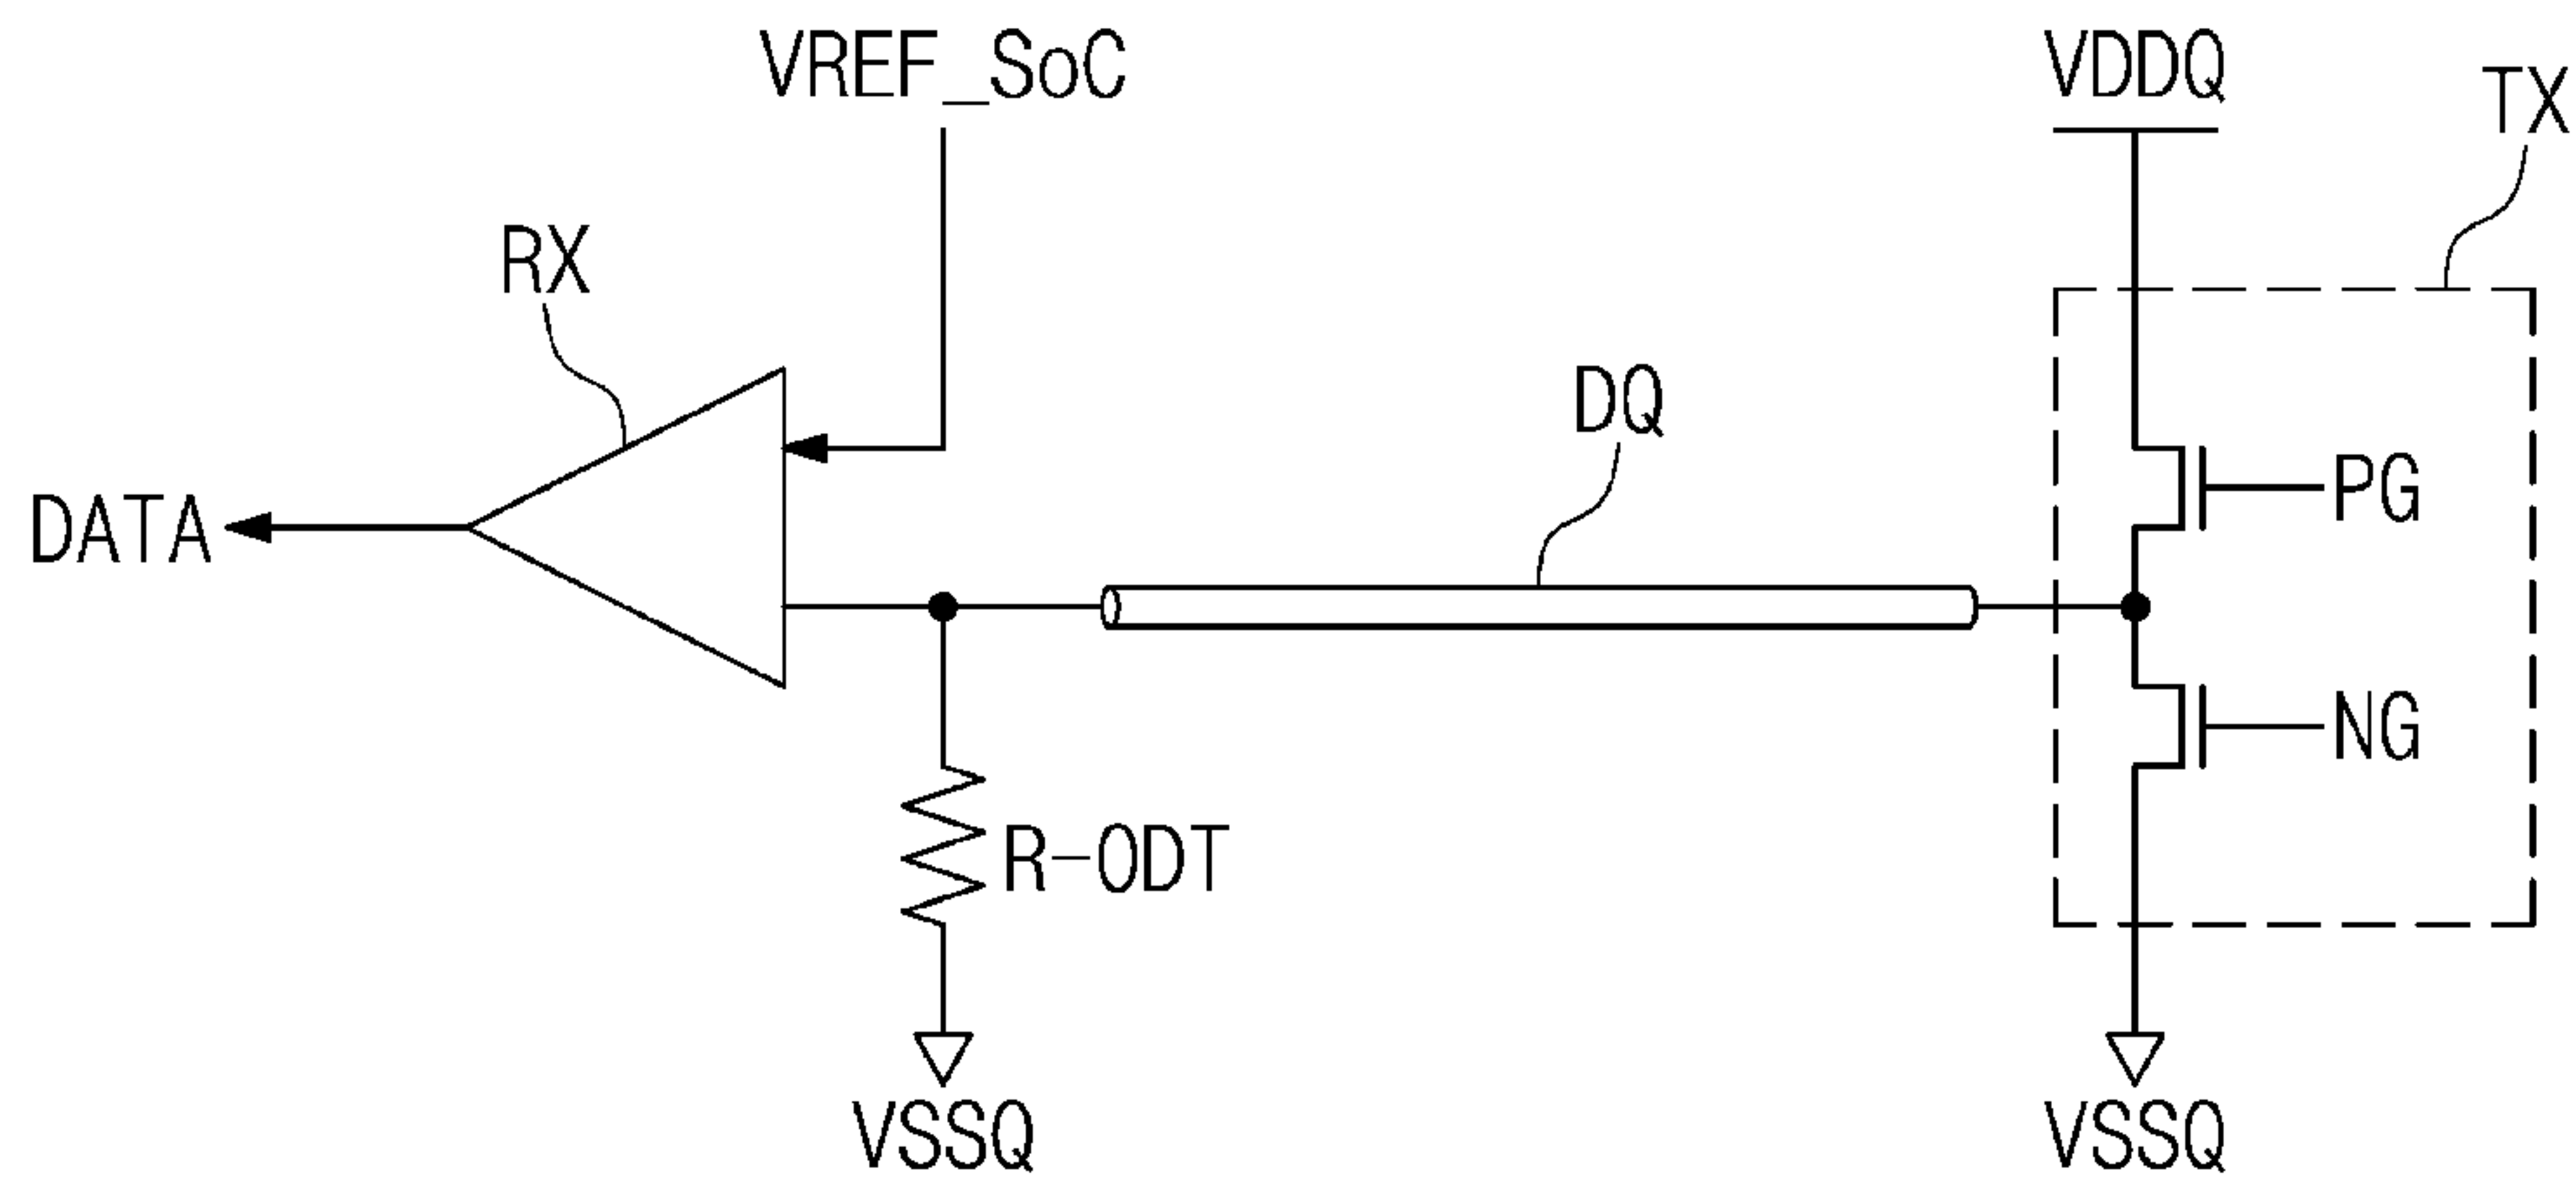 VREF_SoC
VDDQ
TX
RX
DQ
PG
DATA
NG
R-ODT
VSSQ
VSSQ